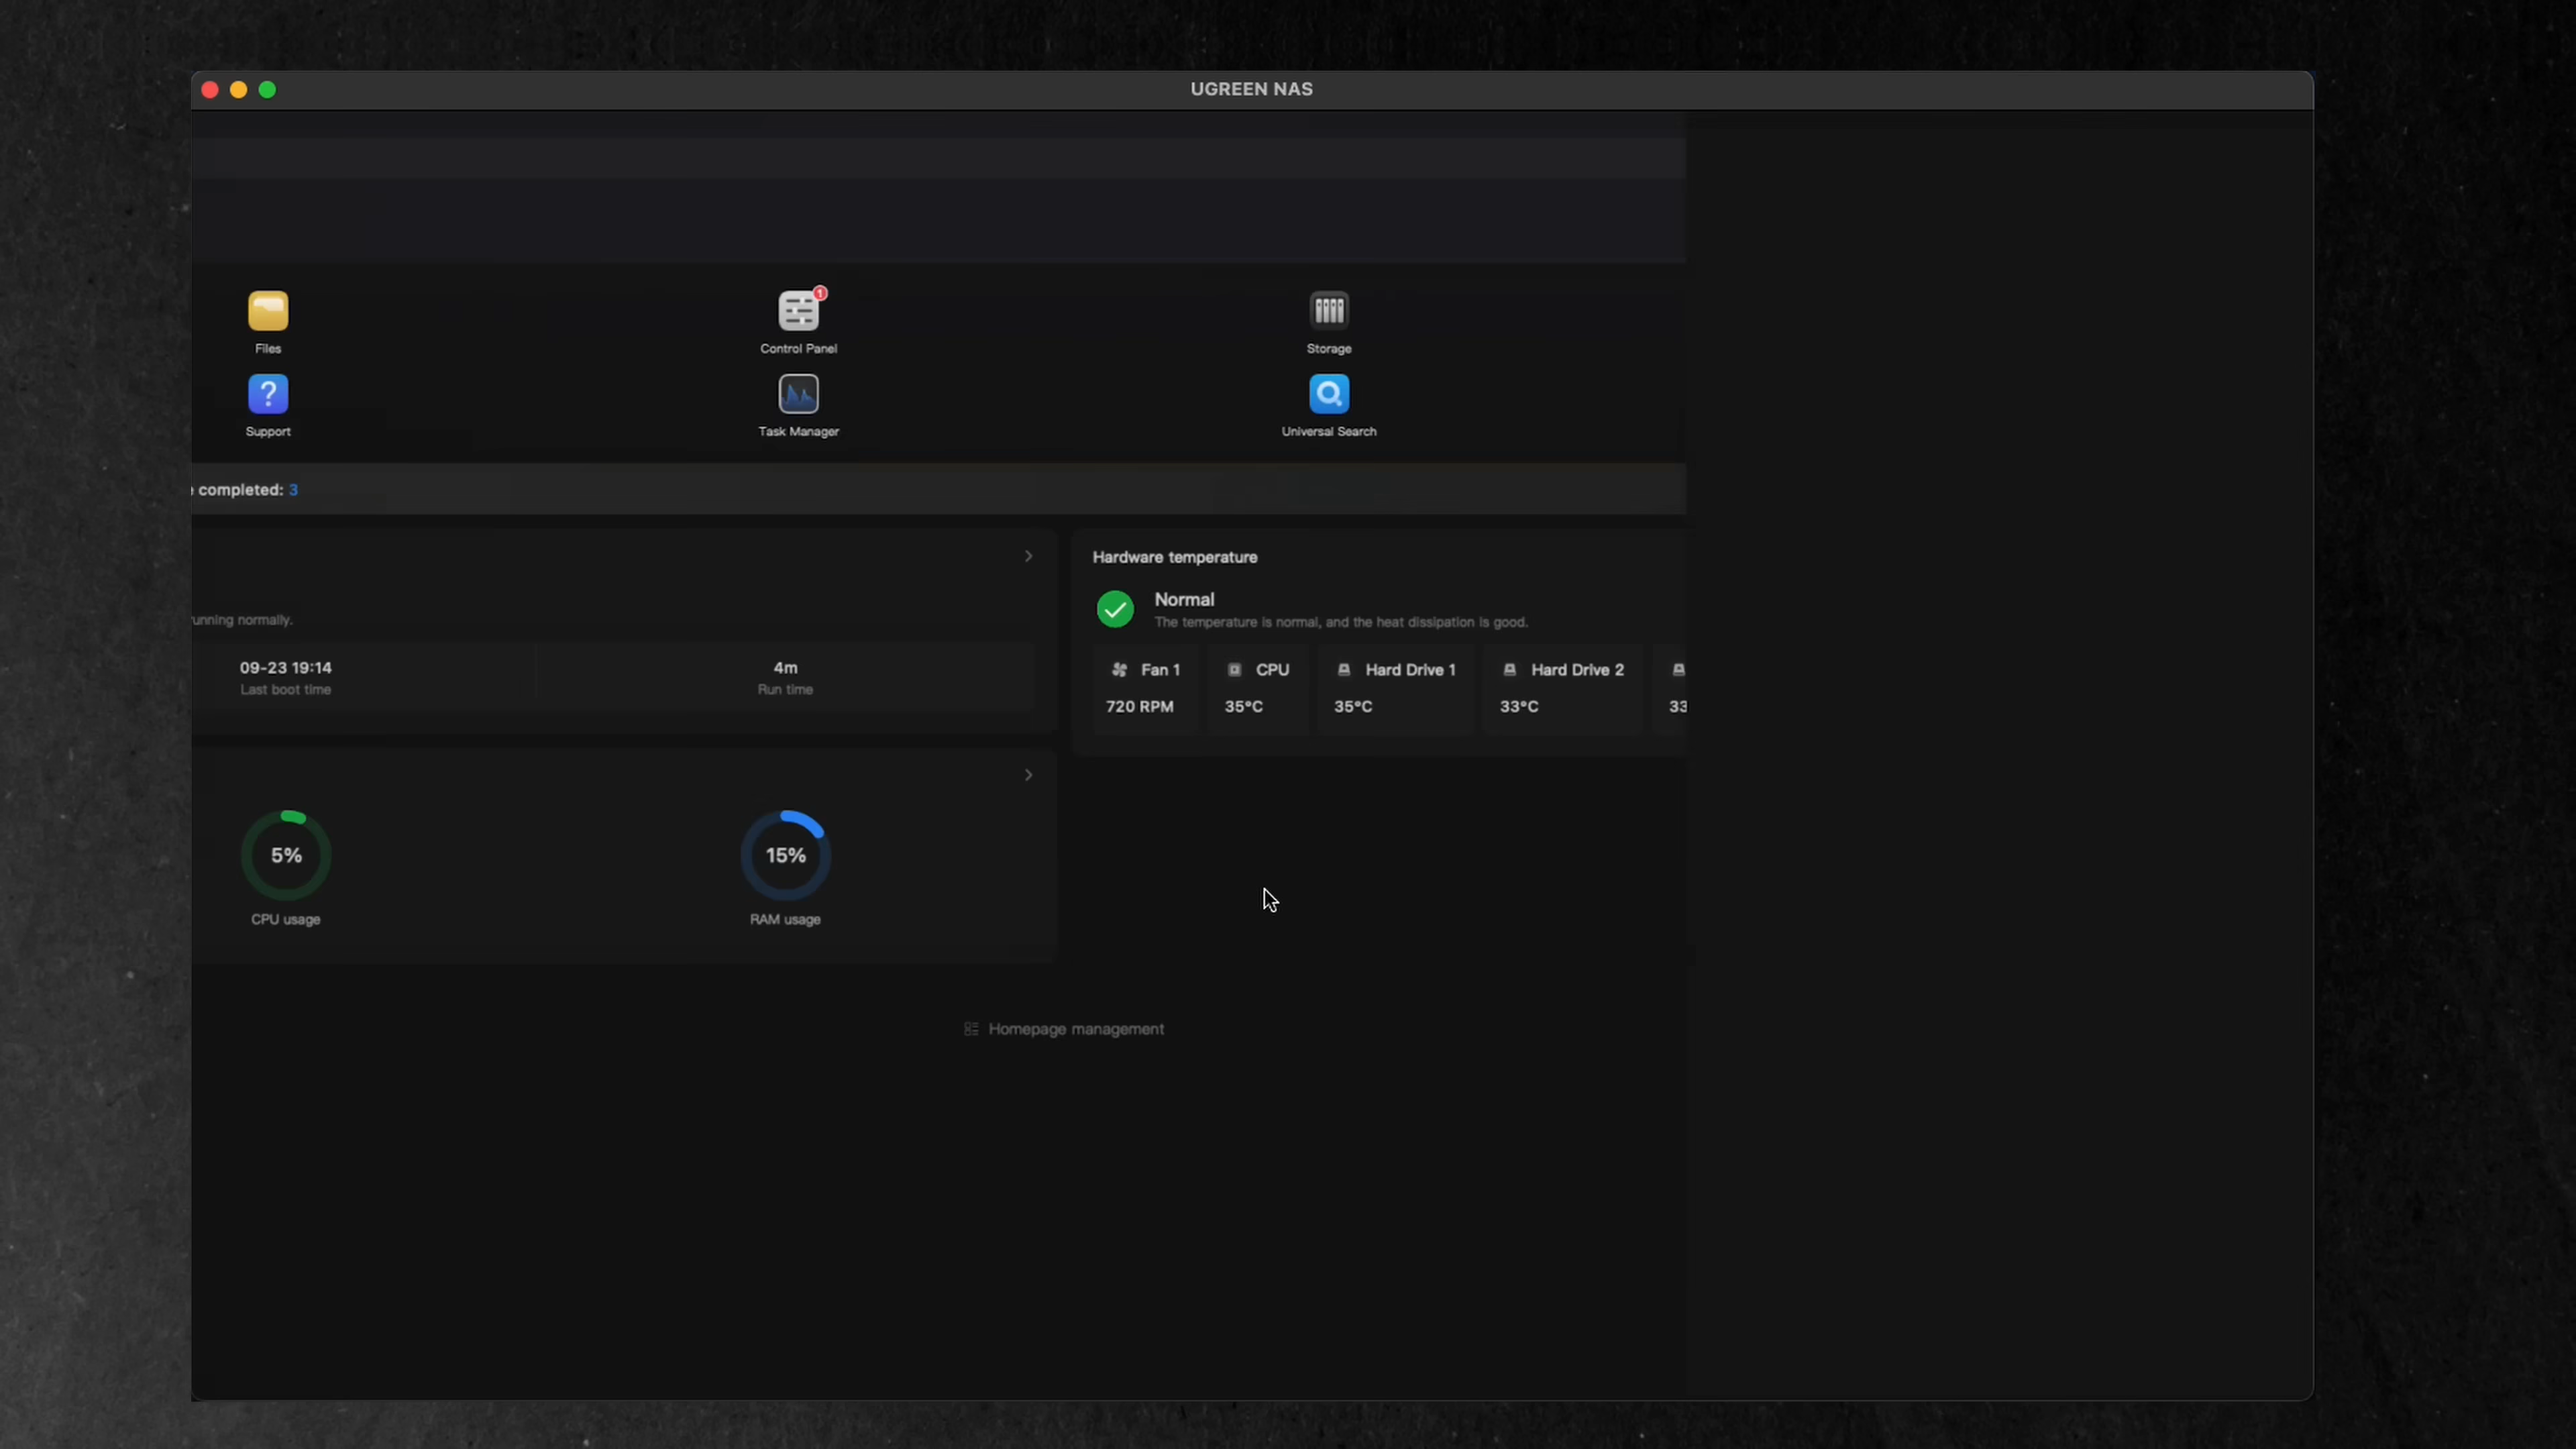 UGREEN NAS
1
Files
Control Panel
Storage
?
Support
Task Manager
Universal Search
completed: 3
Hardware temperature
Normal
The temperature is normal, and the heat dissipation is good.
unning normally.
09-23 19:14
Last boot time
4m
Run time
Fan 1
CPU
Hard Drive 1
Hard Drive 2
720 RPM
35°C
35°C
33°C
33
5%
CPU usage
15%
RAM usage
Homepage management